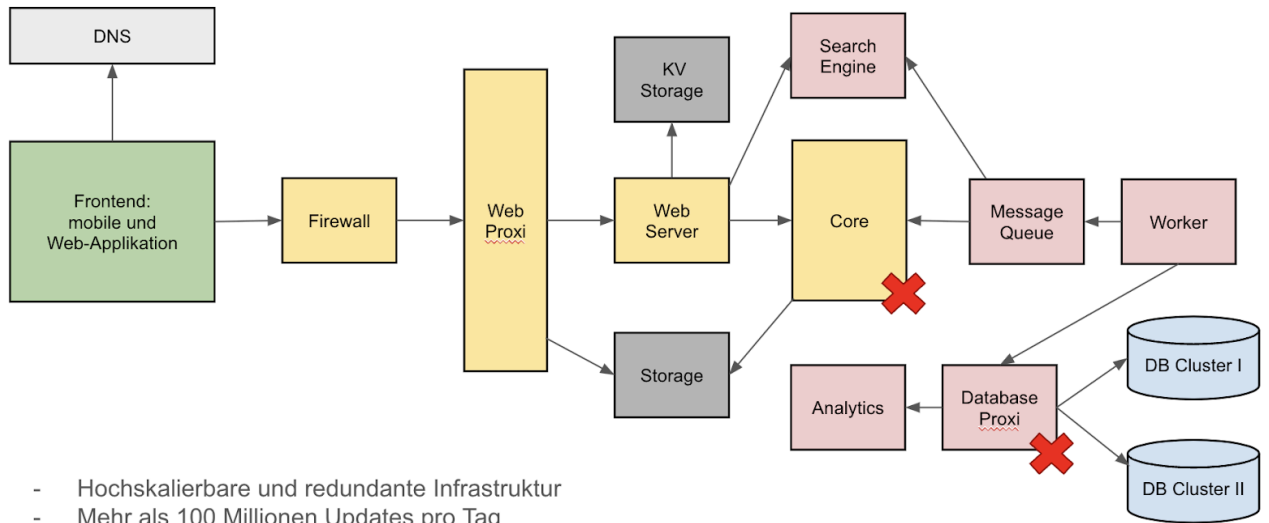 DNS
Frontend:
mobile und
Web-Applikation
Firewall
Web
Proxi
KV
Storage
Web
Server
Storage
Search
Engine
Core
Message
Queue
Worker
Analytics
Database
Proxi
DB Cluster I
DB Cluster II
- Hochskalierbare und redundante Infrastruktur
- Mehr als 100 Millionen Updates pro Tag